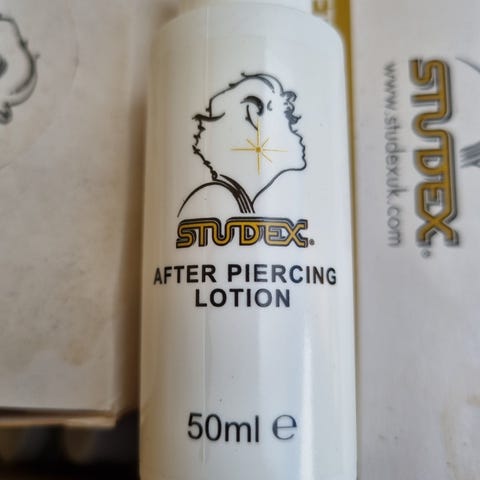 STUDEX®
AFTER PIERCING
LOTION
50ml ℮
STUDEX®
www.studexuk.com